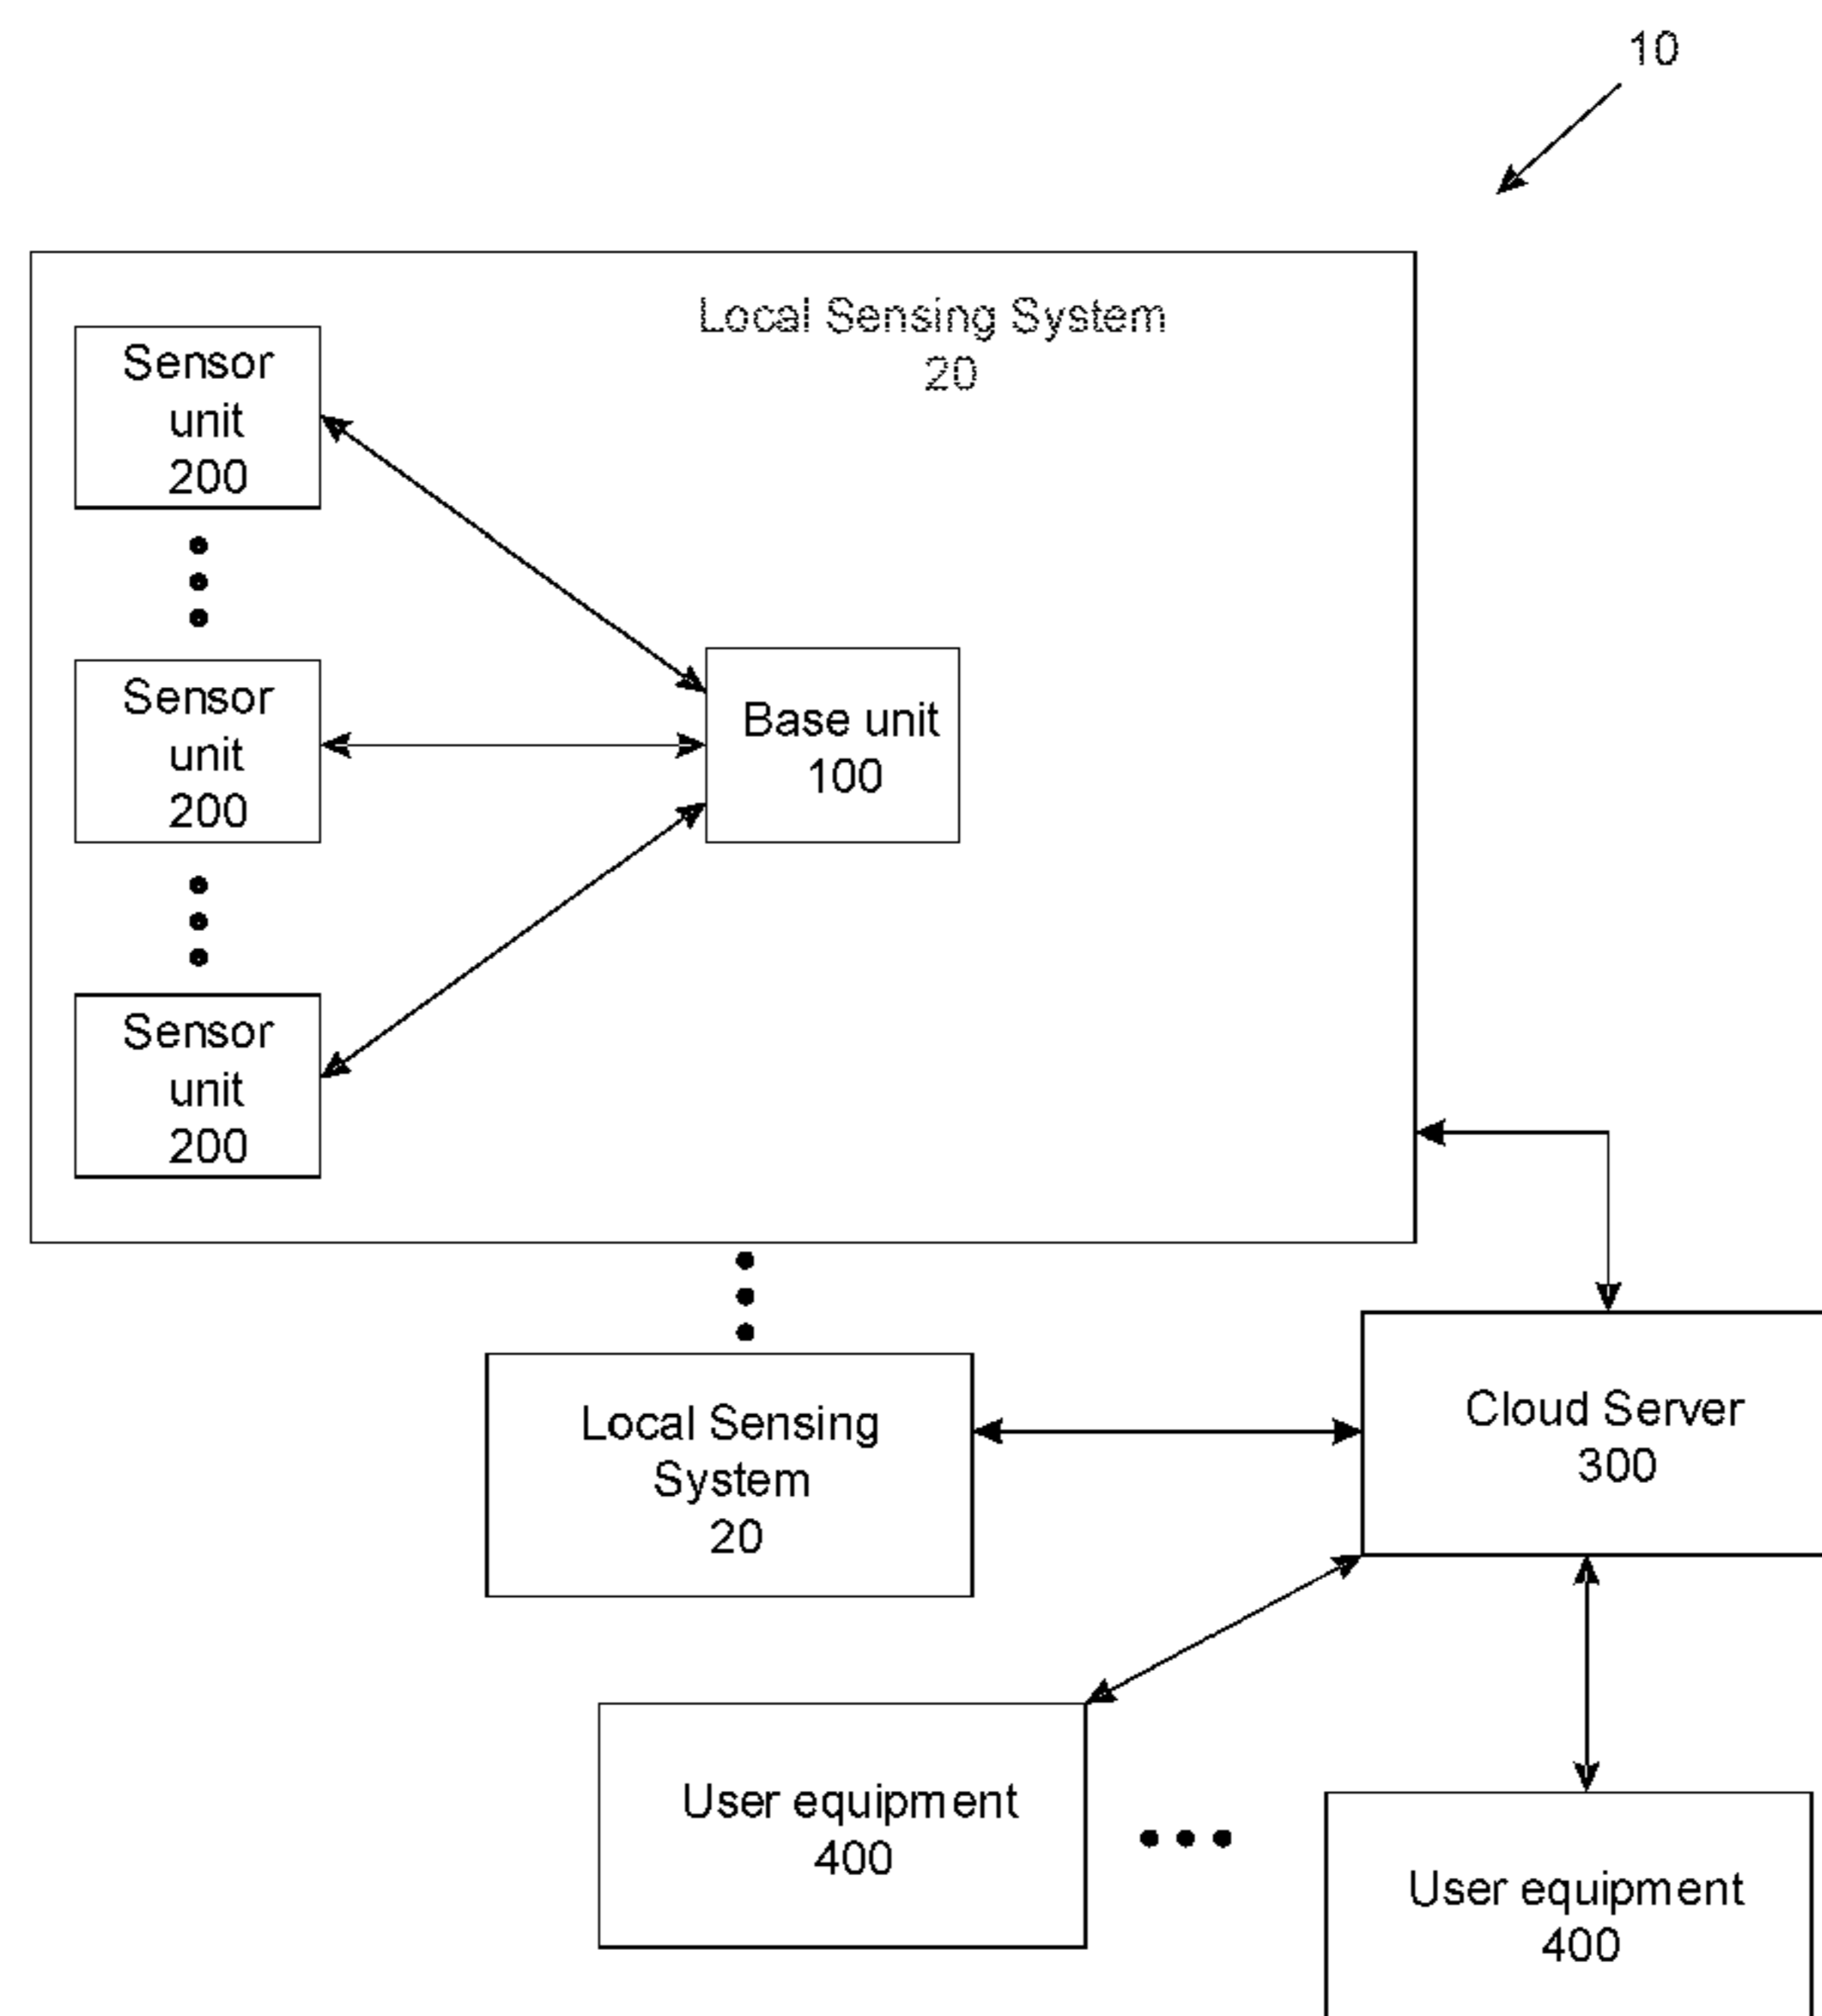 10
Local Sensing System
20
Sensor
unit
200
Sensor
unit
200
Base unit
100
Sensor
unit
200
Local Sensing
System
20
Cloud Server
300
User equipment
400
User equipment
400